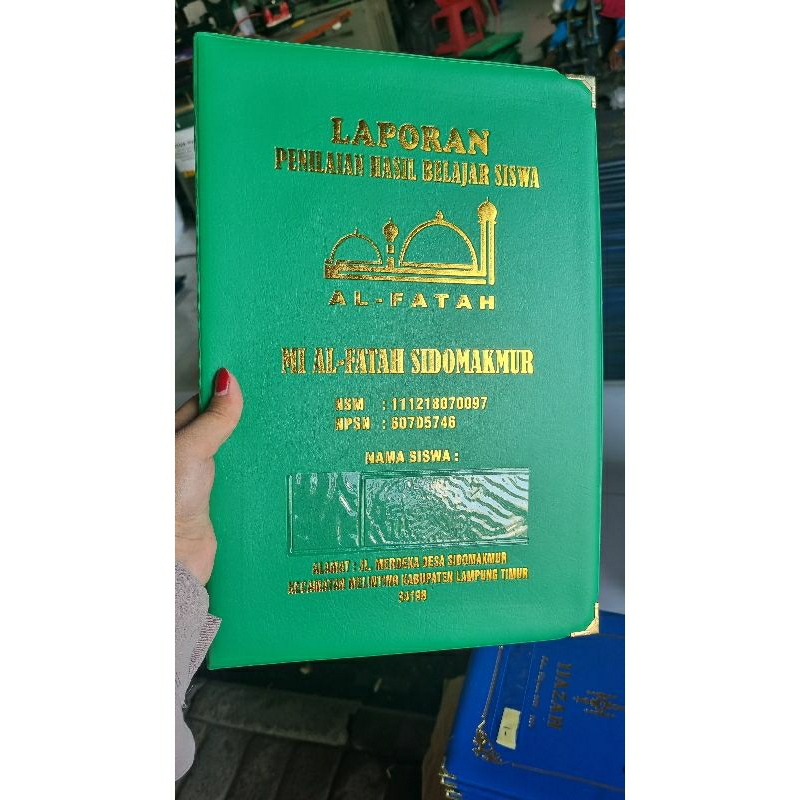 LAPORAN
PENILAIAN HASIL BELAJAR SISWA
AL-FATAH
MI AL-FATAH SIDOMAKMUR
NSM : 111218070097
NPSN : 60705746
NAMA SISWA :
ALAMAT : JL. MERDEKA DESA SIDOMAKMUR
KECAMATAN MELINTING KABUPATEN LAMPUNG TIMUR
IJAZAH